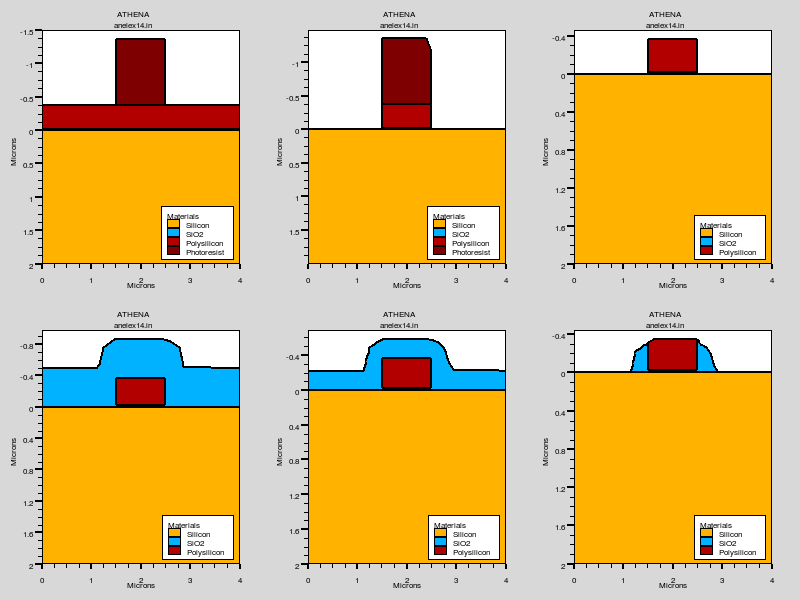 ATHENA
anelex14.in
-1.5
-1
-0.5
0
0.5
1
1.5
2
Microns
0
1
2
3
4
Microns
Materials
Silicon
SiO2
Polysilicon
Photoresist
ATHENA
anelex14.in
-1
-0.5
0
0.5
1
1.5
Microns
0
1
2
3
4
Microns
Materials
Silicon
SiO2
Polysilicon
Photoresist
ATHENA
anelex14.in
-0.4
0
0.4
0.8
1.2
1.6
2
Microns
0
1
2
3
4
Microns
Materials
Silicon
SiO2
Polysilicon
ATHENA
anelex14.in
-0.8
-0.4
0
0.4
0.8
1.2
1.6
2
Microns
0
1
2
3
4
Microns
Materials
Silicon
SiO2
Polysilicon
ATHENA
anelex14.in
-0.4
0
0.4
0.8
1.2
1.6
2
Microns
0
1
2
3
4
Microns
Materials
Silicon
SiO2
Polysilicon
ATHENA
anelex14.in
-0.4
0
0.4
0.8
1.2
1.6
2
Microns
0
1
2
3
4
Microns
Materials
Silicon
SiO2
Polysilicon